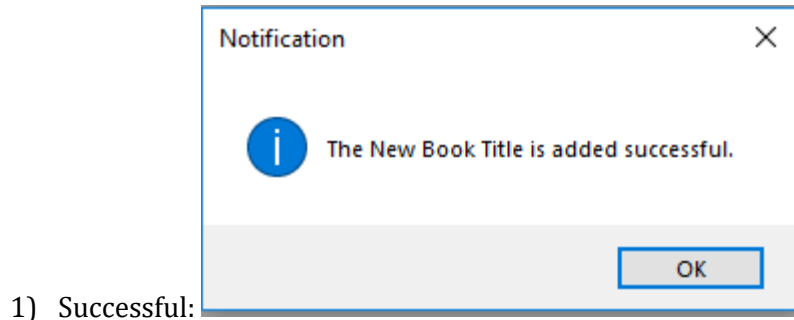 Notification
The New Book Title is added successful.
OK
1) Successful: